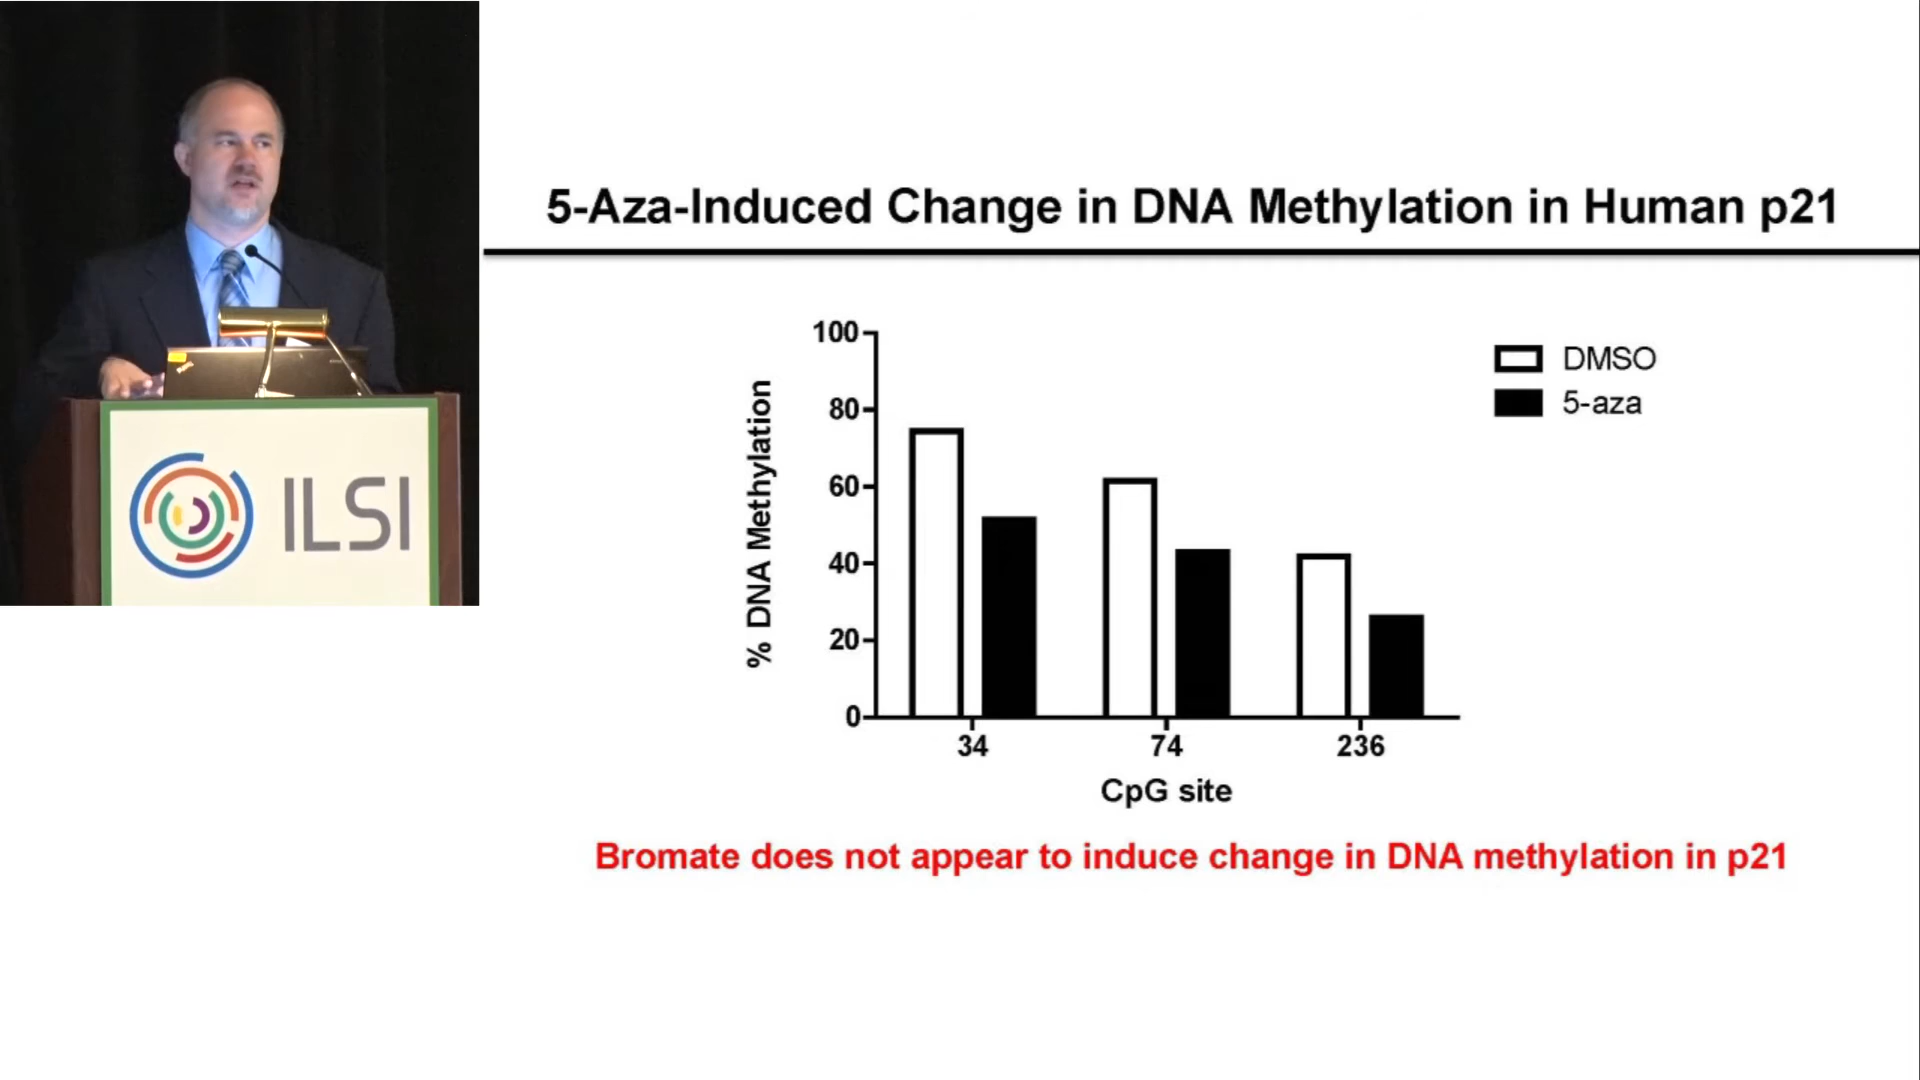 ILSI
5-Aza-Induced Change in DNA Methylation in Human p21
% DNA Methylation
100
80
60
40
20
0
DMSO
5-aza
34 74 236
CpG site
Bromate does not appear to induce change in DNA methylation in p21